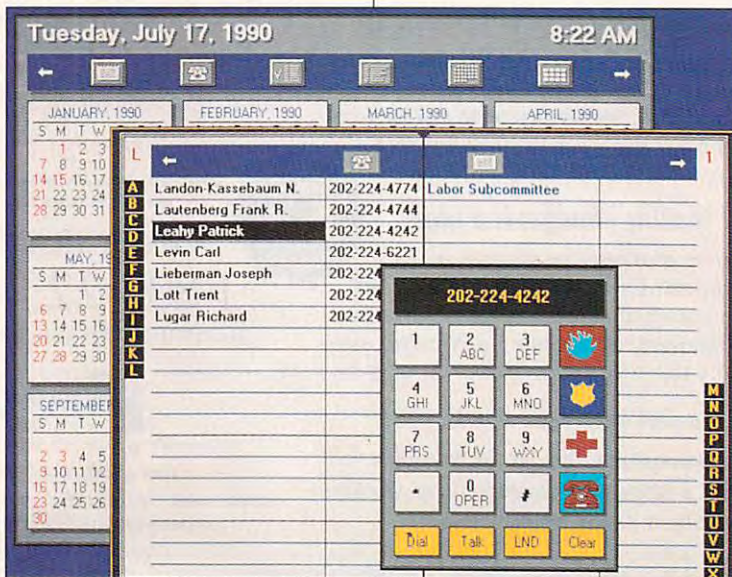 Tuesday, July 17, 1990 8:22 AM
JANUARY, 1990 FEBRUARY, 1990 MARCH, 1990 APRIL, 1990
S M T W
1 2 3
7 8 9 10
14 15 16 17
21 22 23 24
28 29 30 31
MAY, 19
S M T W
1 2
6 7 8 9
13 14 15 16
20 21 22 23
27 28 29 30
SEPTEMBER
S M T W
2 3 4 5
9 10 11 12
16 17 18 19
23 24 25 26
30
L 1
A
B
C
D
E
F
G
H
I
J
K
L
Landon-Kassebaum N. 202-224-4774 Labor Subcommittee
Lautenberg Frank R. 202-224-4744
Leahy Patrick 202-224-4242
Levin Carl 202-224-6221
Lieberman Joseph 202-224
Lott Trent 202-224
Lugar Richard 202-224
202-224-4242
1 2 3
ABC DEF
4 5 6
GHI JKL MNO
7 8 9
PRS TUV WXY
* 0 #
OPER
Dial Talk LND Clear
M
N
O
P
Q
R
S
T
U
V
W
X